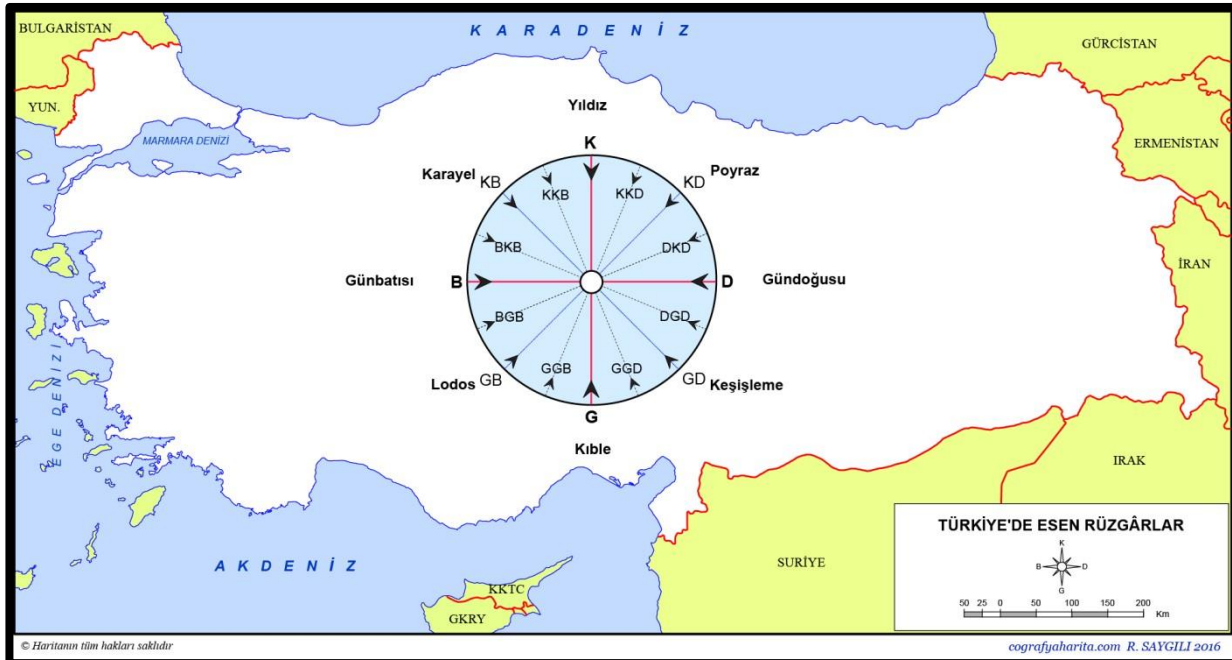 BULGARİSTAN
K A R A D E N İ Z
GÜRCİSTAN
YUN.
MARMARA DENİZİ
ERMENİSTAN
Yıldız
K
Karayel
KB
KKB
KKD
KD
Poyraz
BKB
DKD
İRAN
Günbatısı
B
D
Gündoğusu
BGB
DGD
Lodos
GB
GGB
GGD
GD
Keşişleme
G
Kıble
EGE DENİZİ
IRAK
A K D E N İ Z
SURİYE
KKTC
GKRY
TÜRKİYE'DE ESEN RÜZGÂRLAR
K
B
D
G
50 25 0 50 100 150 200
Km
© Haritanın tüm hakları saklıdır
cografyaharita.com R. SAYGILI 2016